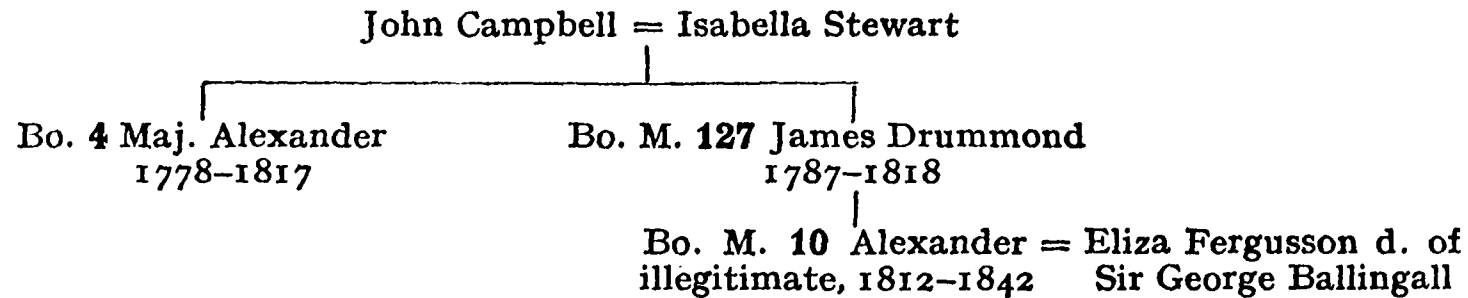 John Campbell = Isabella Stewart
Bo. 4 Maj. Alexander
1778–1817
Bo. M. 127 James Drummond
1787–1818
Bo. M. 10 Alexander = Eliza Fergusson d. of
illegitimate, 1812–1842 Sir George Ballingall